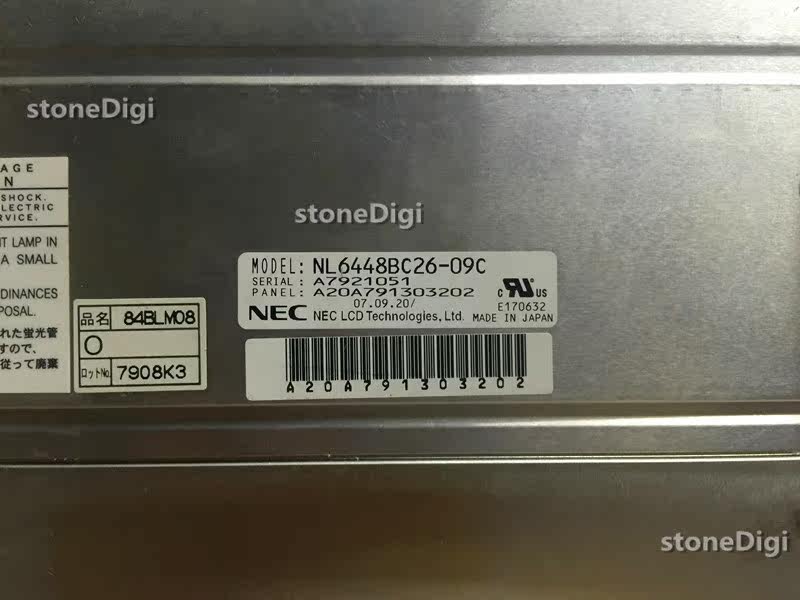 stoneDigi
stoneDigi
AGE
N
SHOCK.
LECTRIC
RVICE.
T LAMP IN
A SMALL
DINANCES
POSAL.
れた蛍光管
すので、
従って廃棄
品名 84BLM08
O
ロットNo. 7908K3
MODEL: NL6448BC26-09C
SERIAL: A7921051
PANEL: A20A791303202
07.09.20/
NEC NEC LCD Technologies, Ltd.
c RU US
E170632
MADE IN JAPAN
A20A791303202
stoneDigi